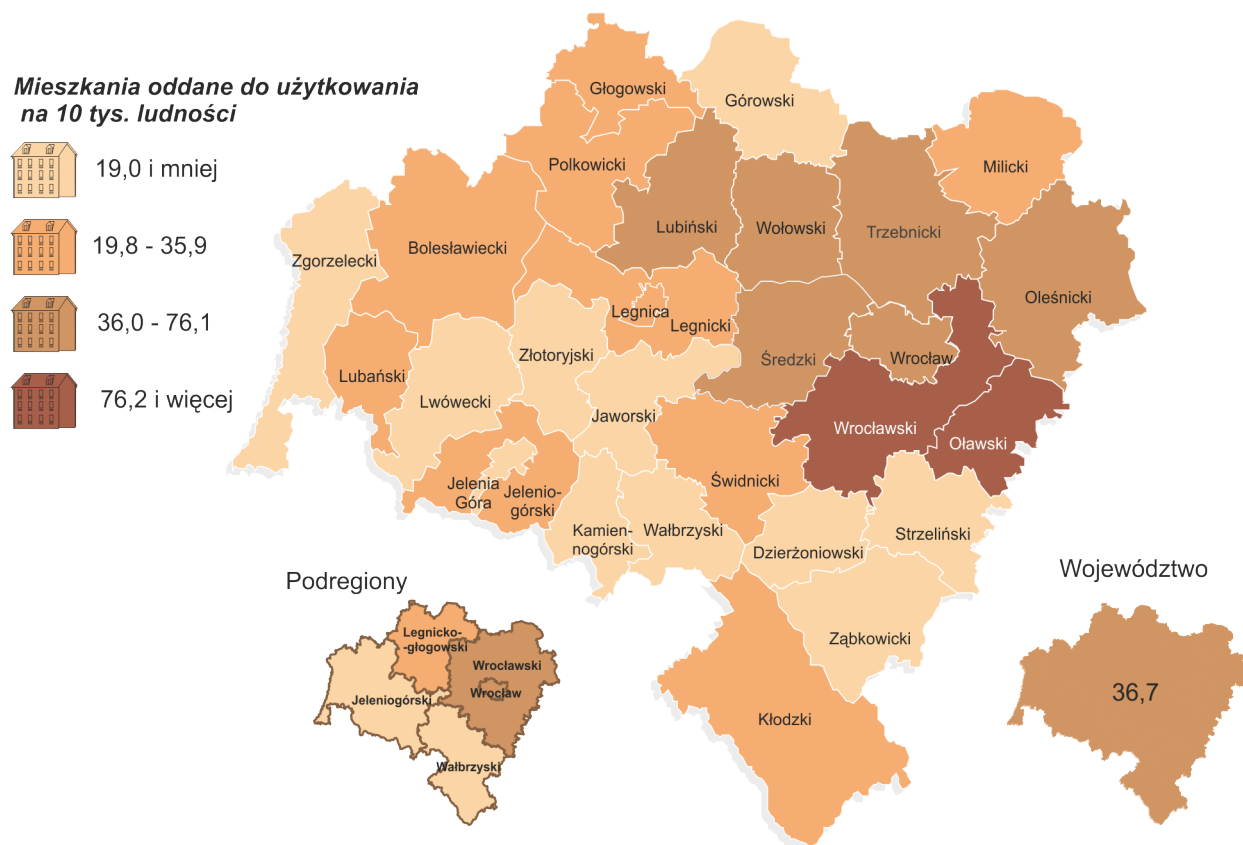 Mieszkania oddane do użytkowania
na 10 tys. ludności
19,0 i mniej
19,8 - 35,9
36,0 - 76,1
76,2 i więcej
Głogowski
Górowski
Polkowicki
Milicki
Lubiński
Wołowski
Trzebnicki
Bolesławiecki
Zgorzelecki
Oleśnicki
Legnica
Legnicki
Złotoryjski
Średzki
Wrocław
Lubański
Lwówecki
Jaworski
Wrocławski
Oławski
Jelenia
Góra
Jelenio-
górski
Świdnicki
Kamien-
nogórski
Wałbrzyski
Dzierżoniowski
Strzeliński
Ząbkowicki
Kłodzki
Podregiony
Legnicko-
-głogowski
Wrocławski
Wrocław
Jeleniogórski
Wałbrzyski
Województwo
36,7